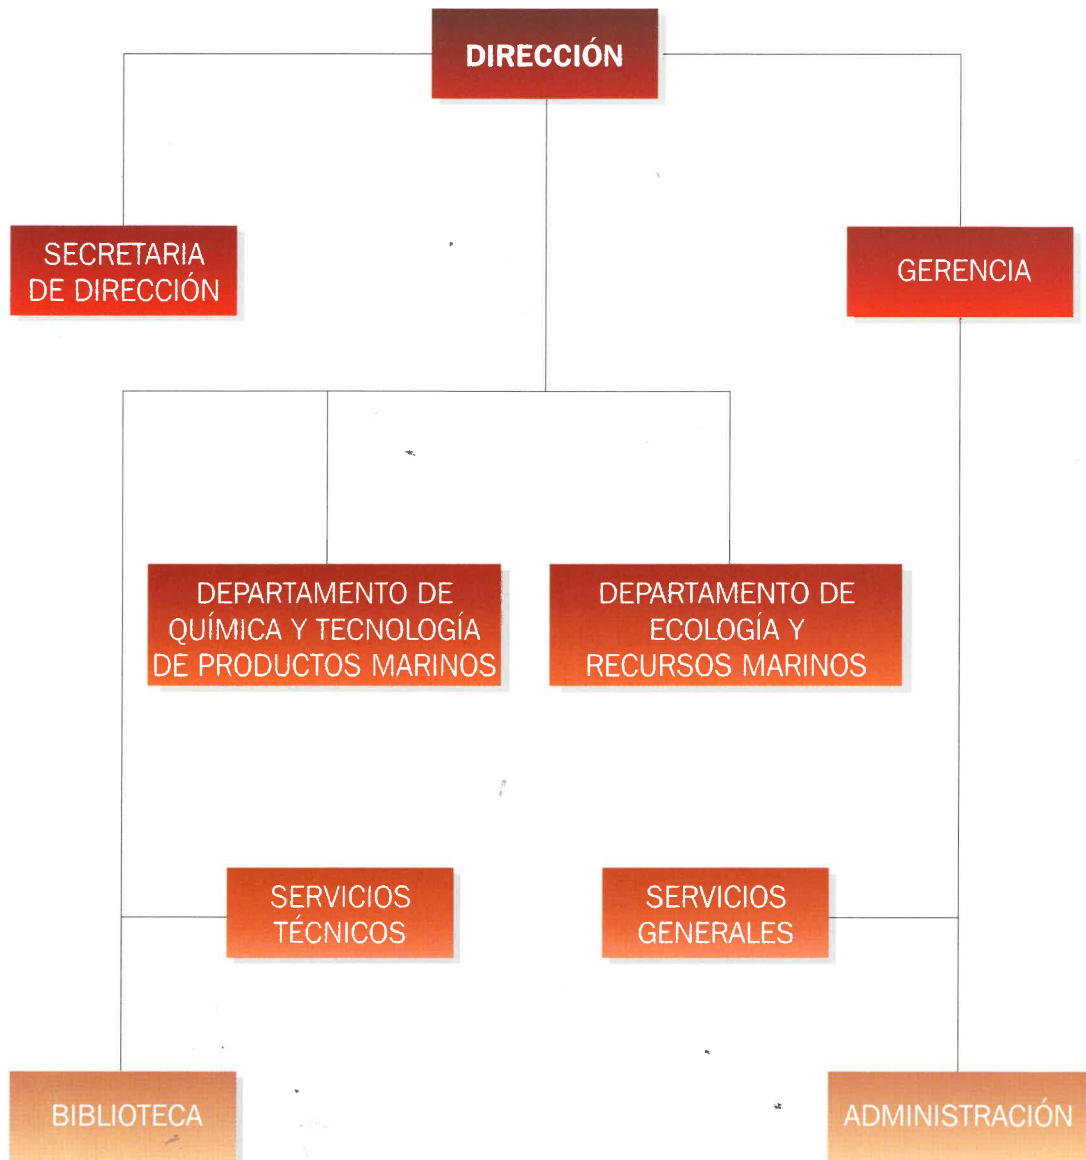 DIRECCIÓN
SECRETARIA
DE DIRECCIÓN
GERENCIA
DEPARTAMENTO DE
QUÍMICA Y TECNOLOGÍA
DE PRODUCTOS MARINOS
DEPARTAMENTO DE
ECOLOGÍA Y
RECURSOS MARINOS
SERVICIOS
TÉCNICOS
SERVICIOS
GENERALES
BIBLIOTECA
ADMINISTRACIÓN